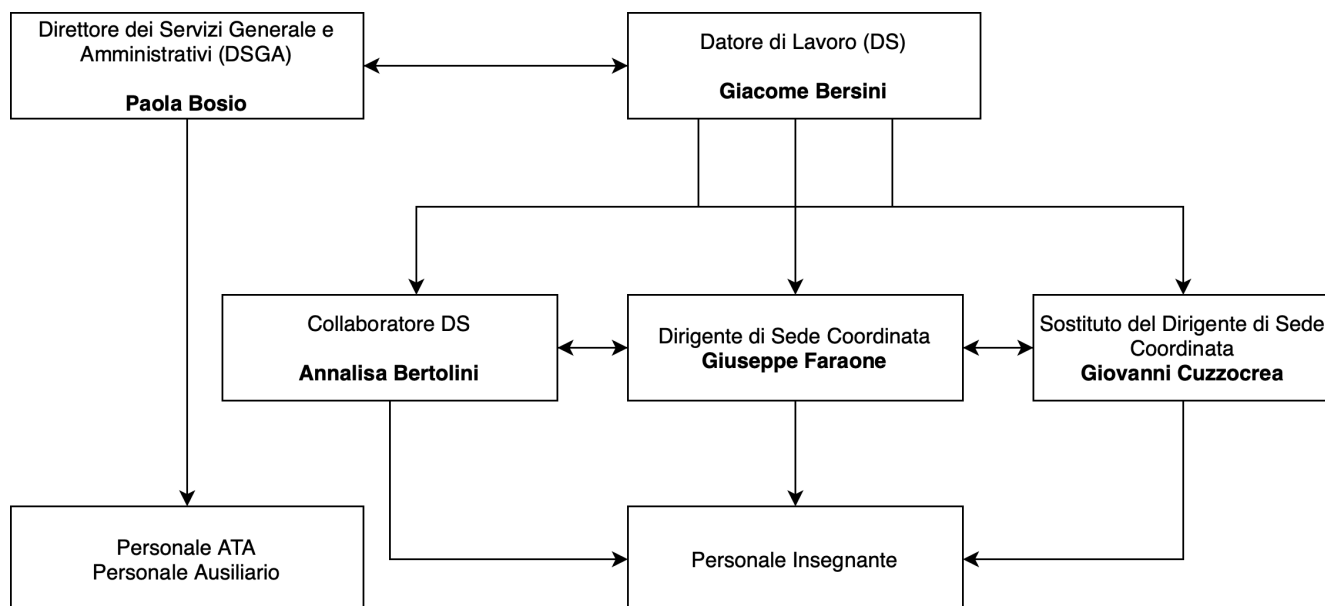 Direttore dei Servizi Generale e
Amministrativi (DSGA)
Paola Bosio
Datore di Lavoro (DS)
Giacome Bersini
Collaboratore DS
Annalisa Bertolini
Dirigente di Sede Coordinata
Giuseppe Faraone
Sostituto del Dirigente di Sede
Coordinata
Giovanni Cuzzocrea
Personale ATA
Personale Ausiliario
Personale Insegnante